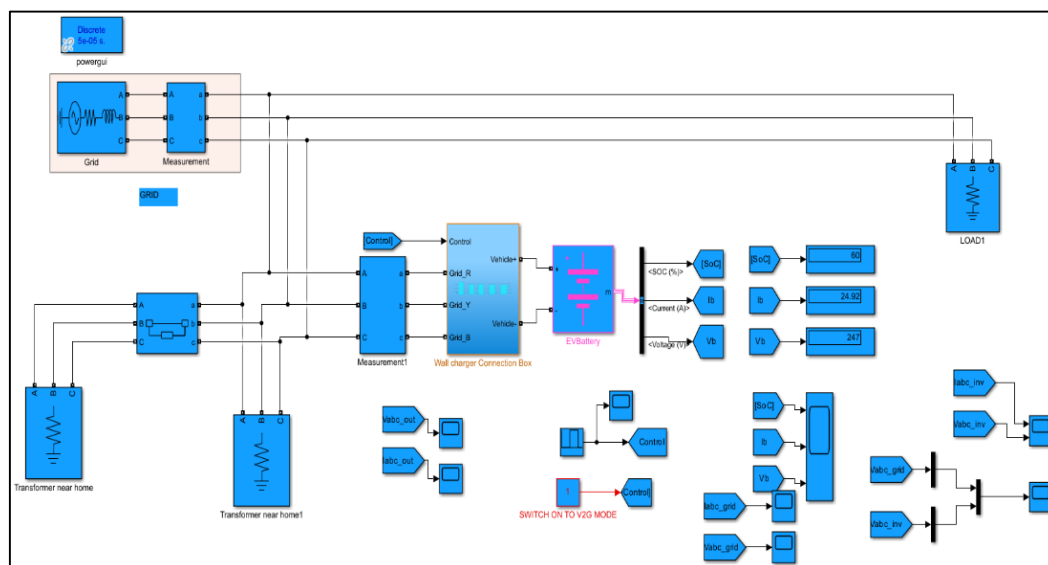 Discrete
5e-05 s.
powergui
A
B
C
A
B
C
a
b
c
Grid
Measurement
GRID
A
B
C
LOAD1
Control]
Control
Vehicle+
Vehicle-
Grid_R
Grid_Y
Grid_B
Wall charger Connection Box
A
B
C
a
b
c
Measurement1
+
-
m
EVBattery
<SOC (%)>
<Current (A)>
<Voltage (V)>
[SoC]
Ib
Vb
[SoC]
60
Ib
24.92
Vb
247
A
B
C
a
b
c
A
B
C
Transformer near home
A
B
C
Transformer near home1
Vabc_out
Iabc_out
Control
1
Control]
SWITCH ON TO V2G MODE
[SoC]
Ib
Vb
Iabc_grid
Vabc_grid
Iabc_inv
Vabc_inv
Vabc_grid
Vabc_inv